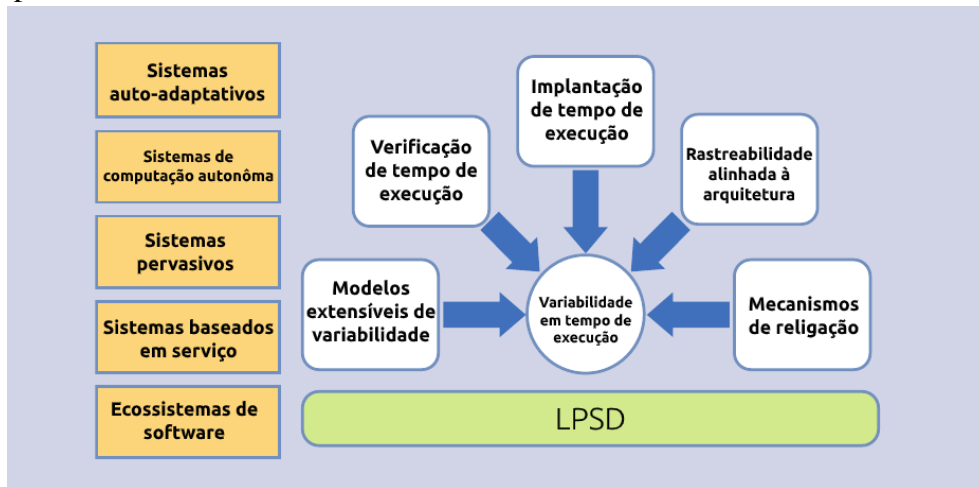 Sistemas
auto-adaptativos
Sistemas de
computação autonôma
Sistemas
pervasivos
Sistemas baseados
em serviço
Ecossistemas de
software
Implantação
de tempo de
execução
Verificação
de tempo de
execução
Rastreabilidade
alinhada à
arquitetura
Modelos
extensíveis de
variabilidade
Variabilidade
em tempo de
execução
Mecanismos
de religação
LPSD